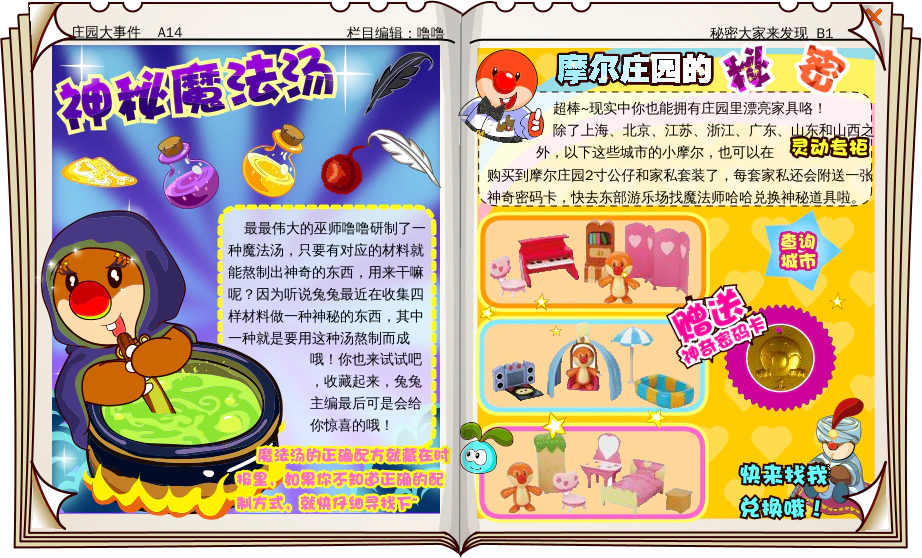 庄园大事件 A14
栏目编辑：噜噜
神秘魔法汤
最最伟大的巫师噜噜研制了一
种魔法汤，只要有对应的材料就
能熬制出神奇的东西，用来干嘛
呢？因为听说兔兔最近在收集四
样材料做一种神秘的东西，其中
一种就是要用这种汤熬制而成
哦！你也来试试吧
，收藏起来，兔兔
主编最后可是会给
你惊喜的哦！
魔法汤的正确配方就藏在时
报里，如果你不知道正确的配
制方式，就快仔细寻找下~
秘密大家来发现 B1
摩尔庄园的秘密
超棒~现实中你也能拥有庄园里漂亮家具咯！
除了上海、北京、江苏、浙江、广东、山东和山西之
外，以下这些城市的小摩尔，也可以在 灵动专柜
购买到摩尔庄园2寸公仔和家私套装了，每套家私还会附送一张
神奇密码卡，快去东部游乐场找魔法师哈哈兑换神秘道具啦。
查询
城市
赠送
神奇密码卡
快来找我
兑换哦！